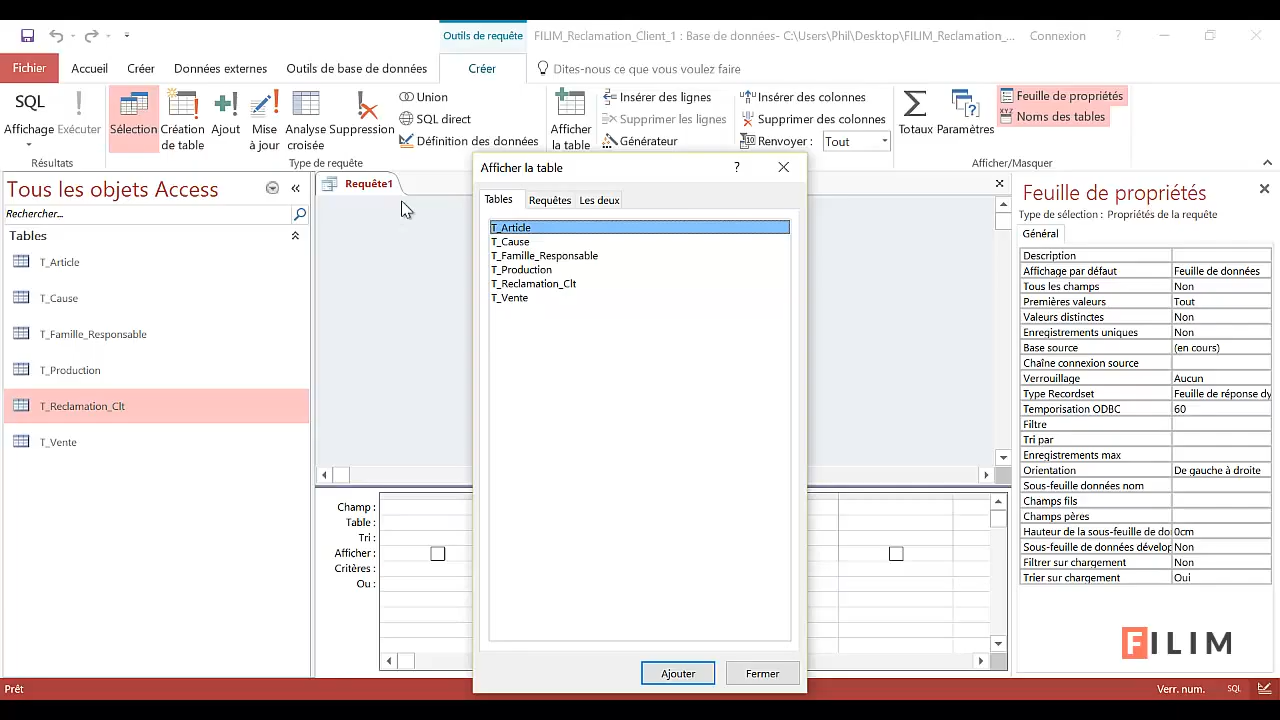 Outils de requête
FILIM_Reclamation_Client_1 : Base de données- C:\Users\Phil\Desktop\FILIM_Reclamation_...
Connexion
?
Fichier
Accueil
Créer
Données externes
Outils de base de données
Créer
Dites-nous ce que vous voulez faire
SQL
Affichage
Exécuter
Résultats
Sélection
Création de table
Ajout
Mise à jour
Analyse croisée
Suppression
Union
SQL direct
Définition des données
Type de requête
Afficher la table
Insérer des lignes
Supprimer les lignes
Générateur
Insérer des colonnes
Supprimer des colonnes
Renvoyer :
Tout
Totaux
Paramètres
Feuille de propriétés
Noms des tables
Afficher/Masquer
Tous les objets Access
Rechercher...
Tables
T_Article
T_Cause
T_Famille_Responsable
T_Production
T_Reclamation_Clt
T_Vente
Requête1
Champ :
Table :
Tri :
Afficher :
Critères :
Ou :
Afficher la table
?
Tables
Requêtes
Les deux
T_Article
T_Cause
T_Famille_Responsable
T_Production
T_Reclamation_Clt
T_Vente
Ajouter
Fermer
Feuille de propriétés
Type de sélection : Propriétés de la requête
Général
Description
Affichage par défaut Feuille de données
Tous les champs Non
Premières valeurs Tout
Valeurs distinctes Non
Enregistrements uniques Non
Base source (en cours)
Chaîne connexion source
Verrouillage Aucun
Type Recordset Feuille de réponse dy
Temporisation ODBC 60
Filtre
Tri par
Enregistrements max
Orientation De gauche à droite
Sous-feuille données nom
Champs fils
Champs pères
Hauteur de la sous-feuille de do 0cm
Sous-feuille de données dévelop Non
Filtrer sur chargement Non
Trier sur chargement Oui
FILIM
Prêt
Verr. num.
SQL